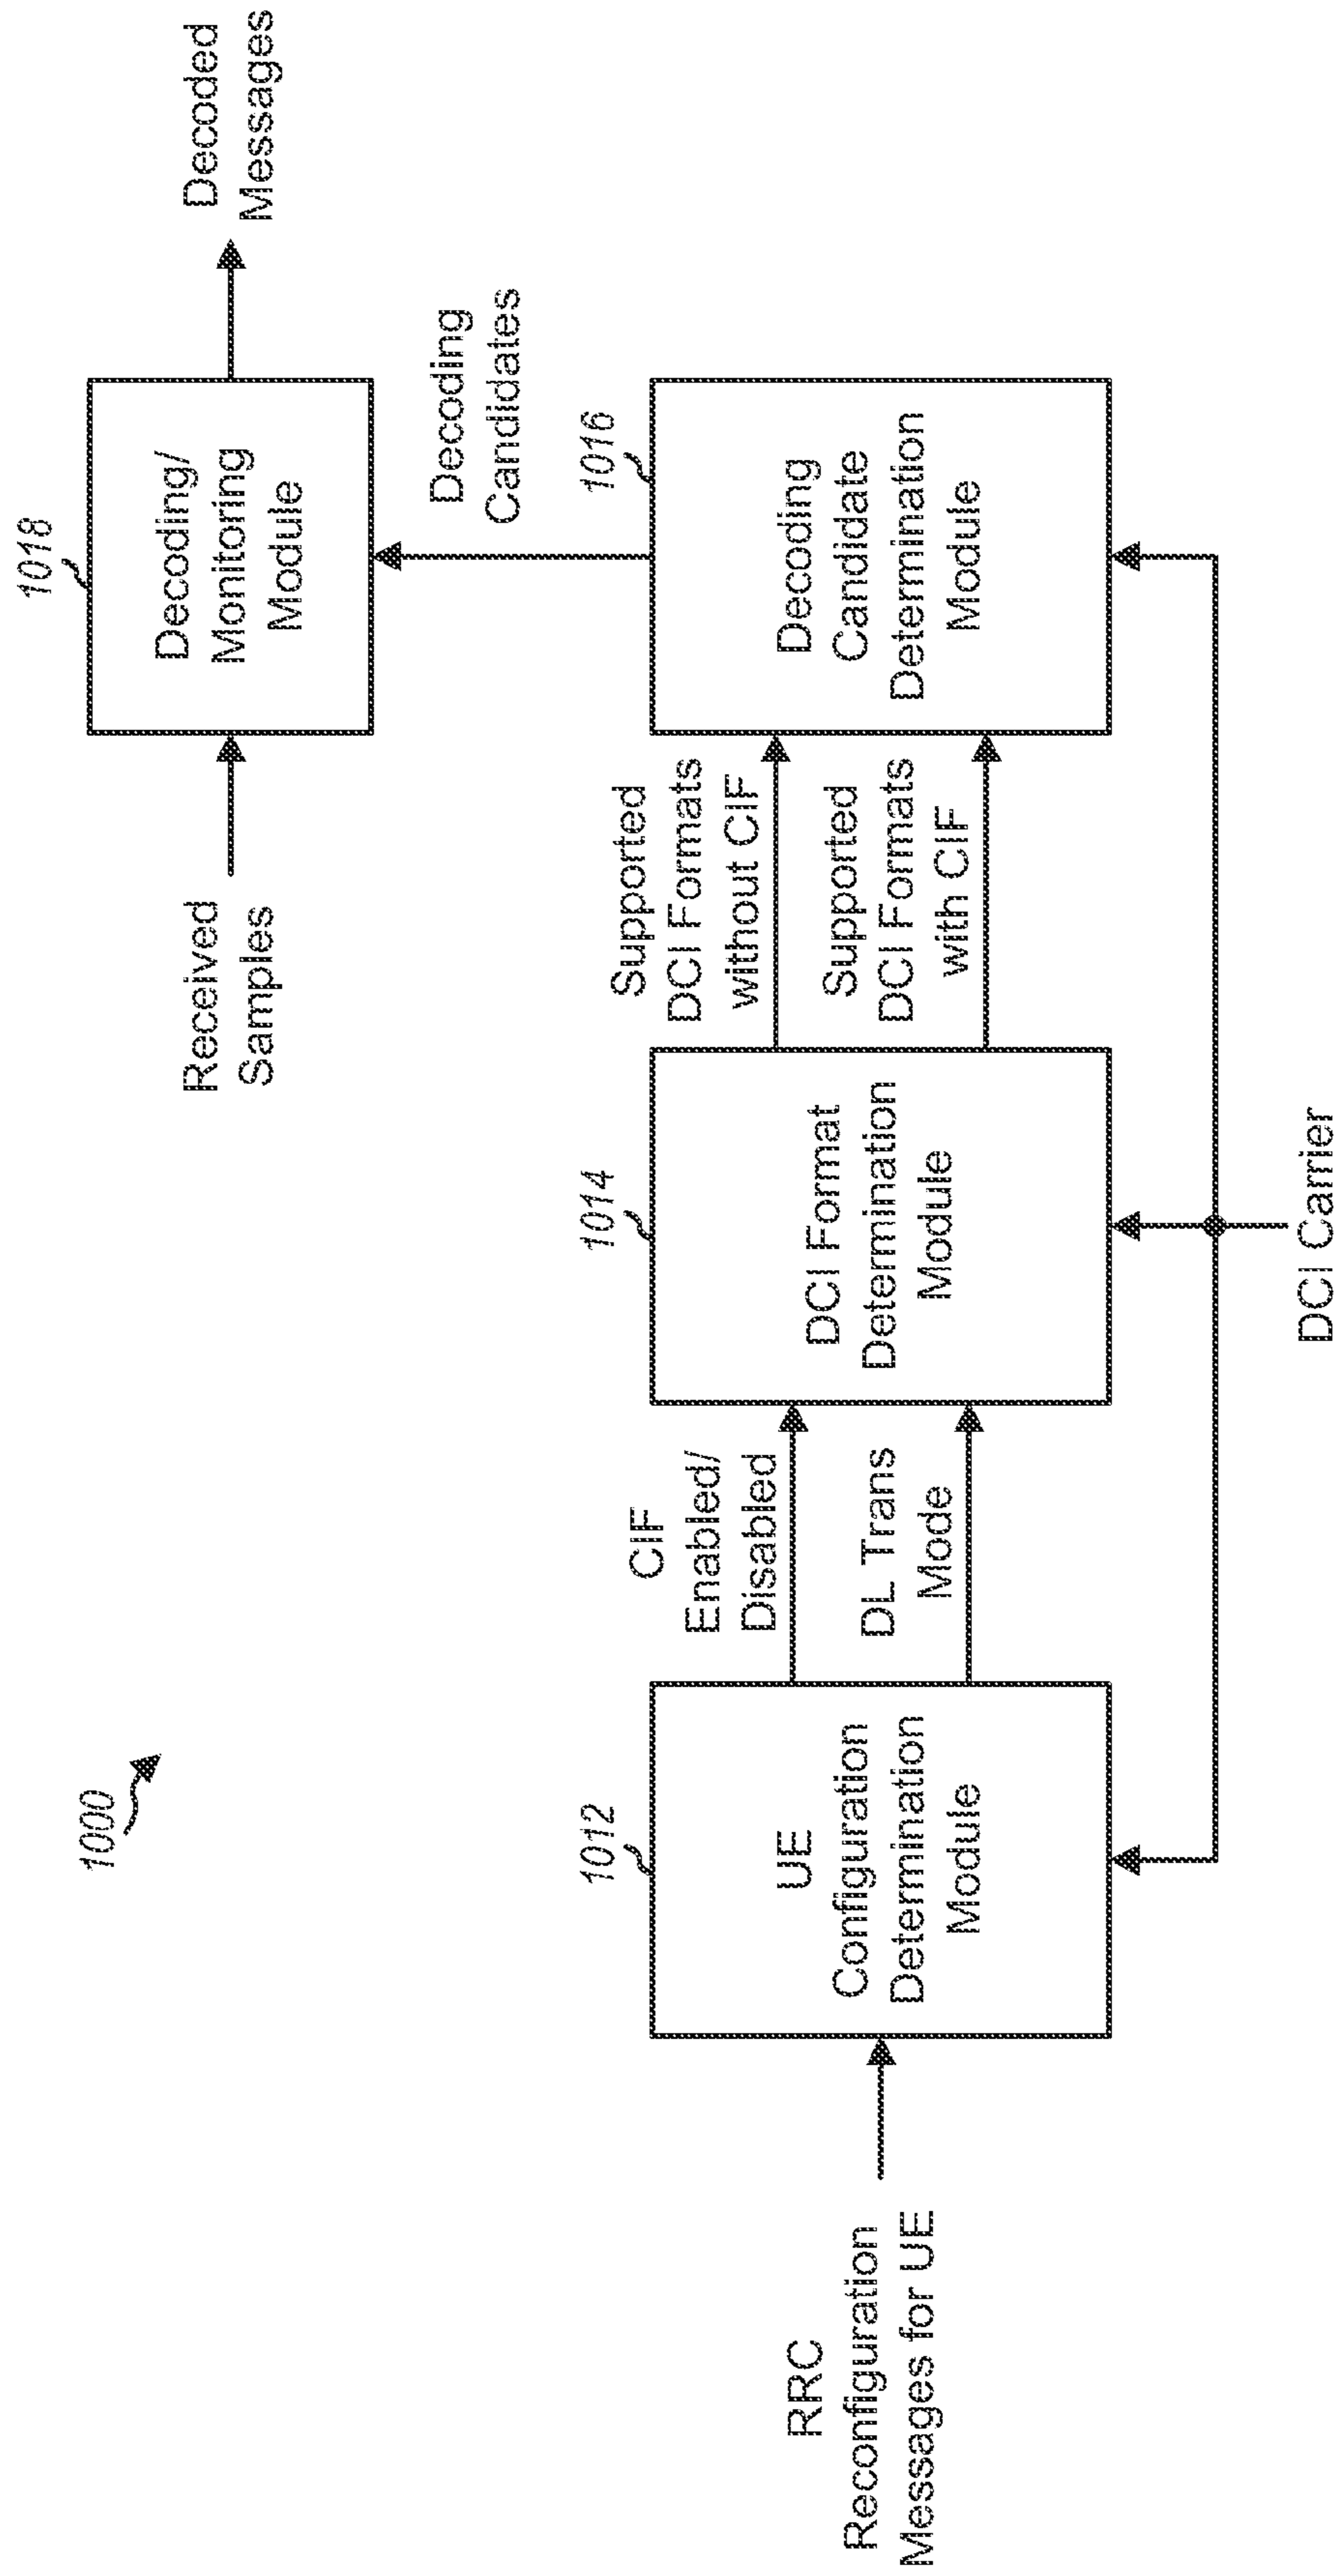 1000
Received
Samples
1018
Decoding/
Monitoring
Module
Decoded
Messages
Decoding
Candidates
RRC
Reconfiguration
Messages for UE
1012
UE
Configuration
Determination
Module
CIF
Enabled/
Disabled
DL Trans
Mode
1014
DCI Format
Determination
Module
Supported
DCI Formats
without CIF
Supported
DCI Formats
with CIF
1016
Decoding
Candidate
Determination
Module
DCI Carrier